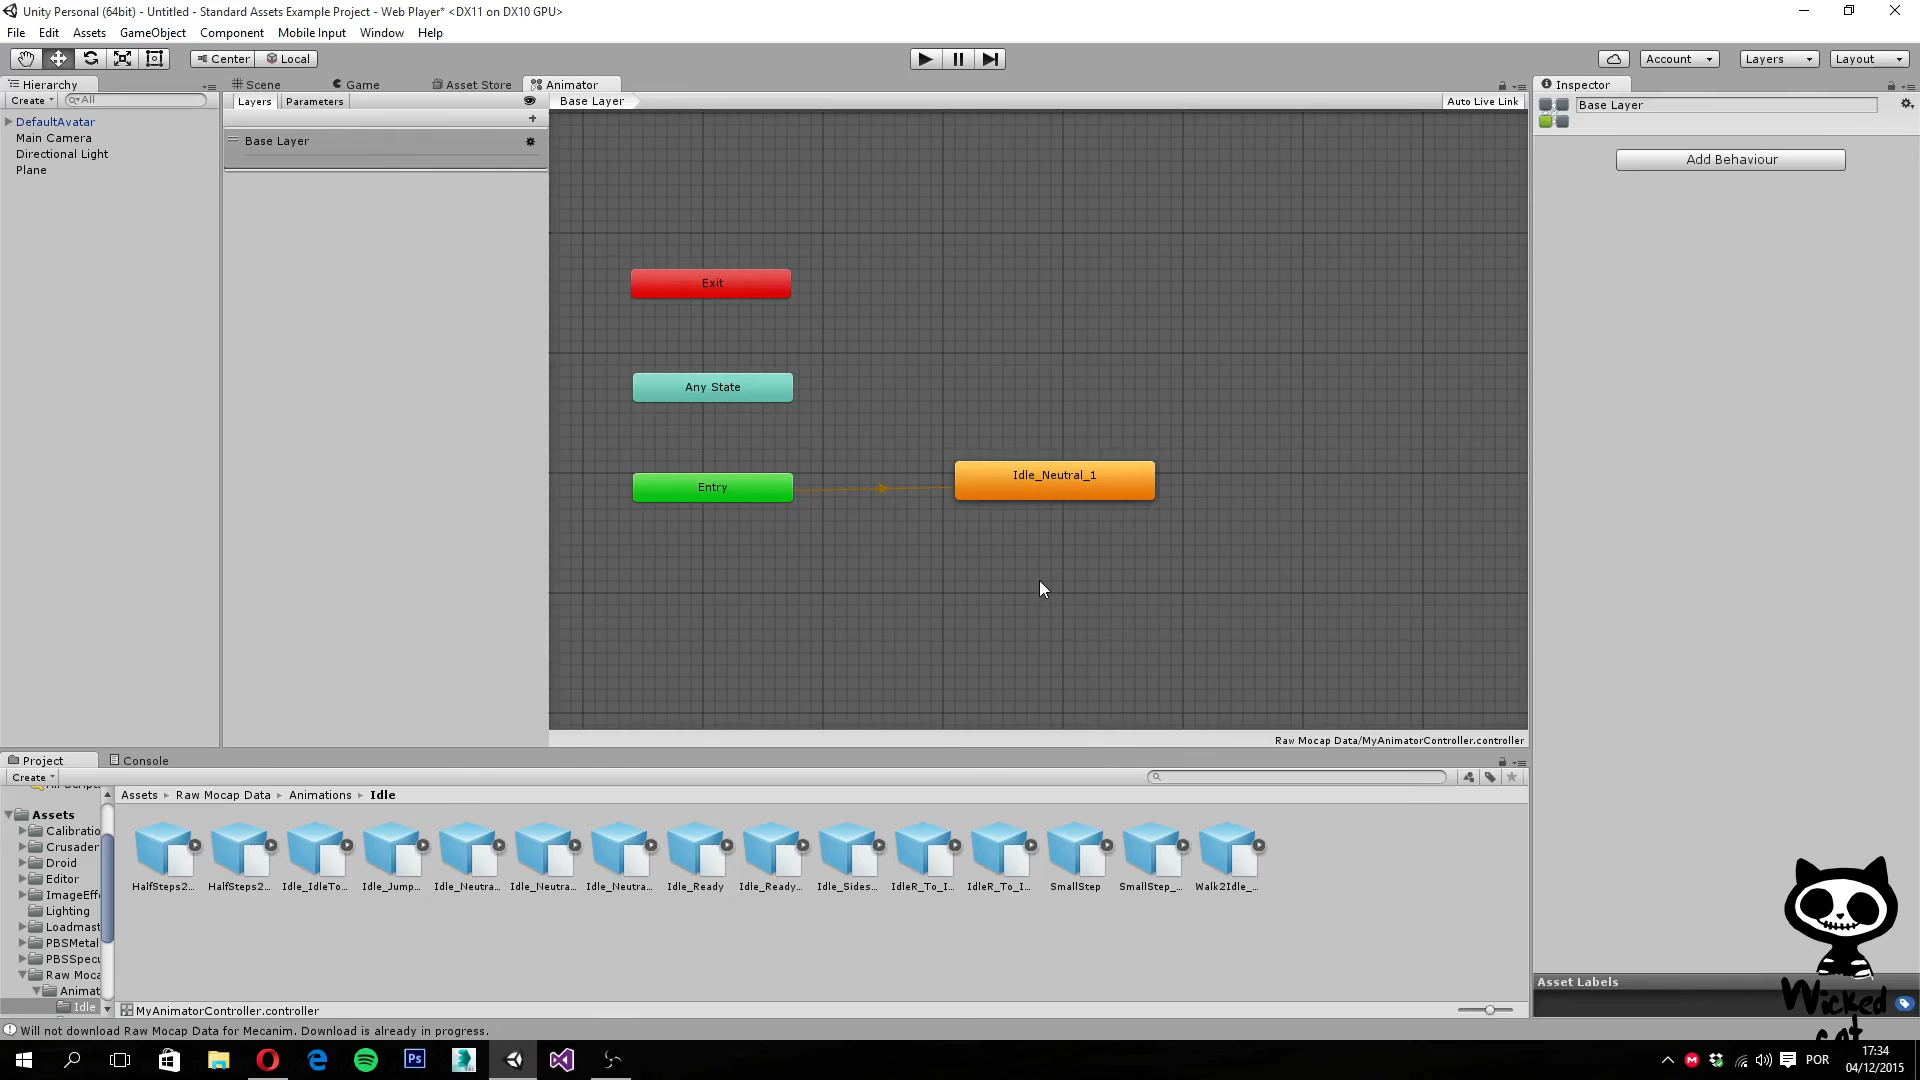 Unity Personal (64bit) - Untitled - Standard Assets Example Project - Web Player* <DX11 on DX10 GPU>
File Edit Assets GameObject Component Mobile Input Window Help
Center Local Account Layers Layout
Hierarchy Scene Game Asset Store Animator Inspector
Create All Layers Parameters Base Layer Auto Live Link Base Layer
DefaultAvatar
Main Camera
Directional Light
Plane
Base Layer
Add Behaviour
Exit
Any State
Entry
Idle_Neutral_1
Raw Mocap Data/MyAnimatorController.controller
Project Console
Create
Assets Raw Mocap Data Animations Idle
Assets
Calibratio
Crusader
Droid
Editor
ImageEff
Lighting
Loadmast
PBSMetal
PBSSpecu
Raw Moca
Animat
Idle
HalfSteps2... HalfSteps2... Idle_IdleTo... Idle_Jump... Idle_Neutra... Idle_Neutra... Idle_Neutra... Idle_Ready Idle_Ready... Idle_Sides... IdleR_To_I... IdleR_To_I... SmallStep SmallStep_... Walk2Idle_...
MyAnimatorController.controller
Asset Labels
Wicked
cat
Will not download Raw Mocap Data for Mecanim. Download is already in progress.
POR
17:34
04/12/2015